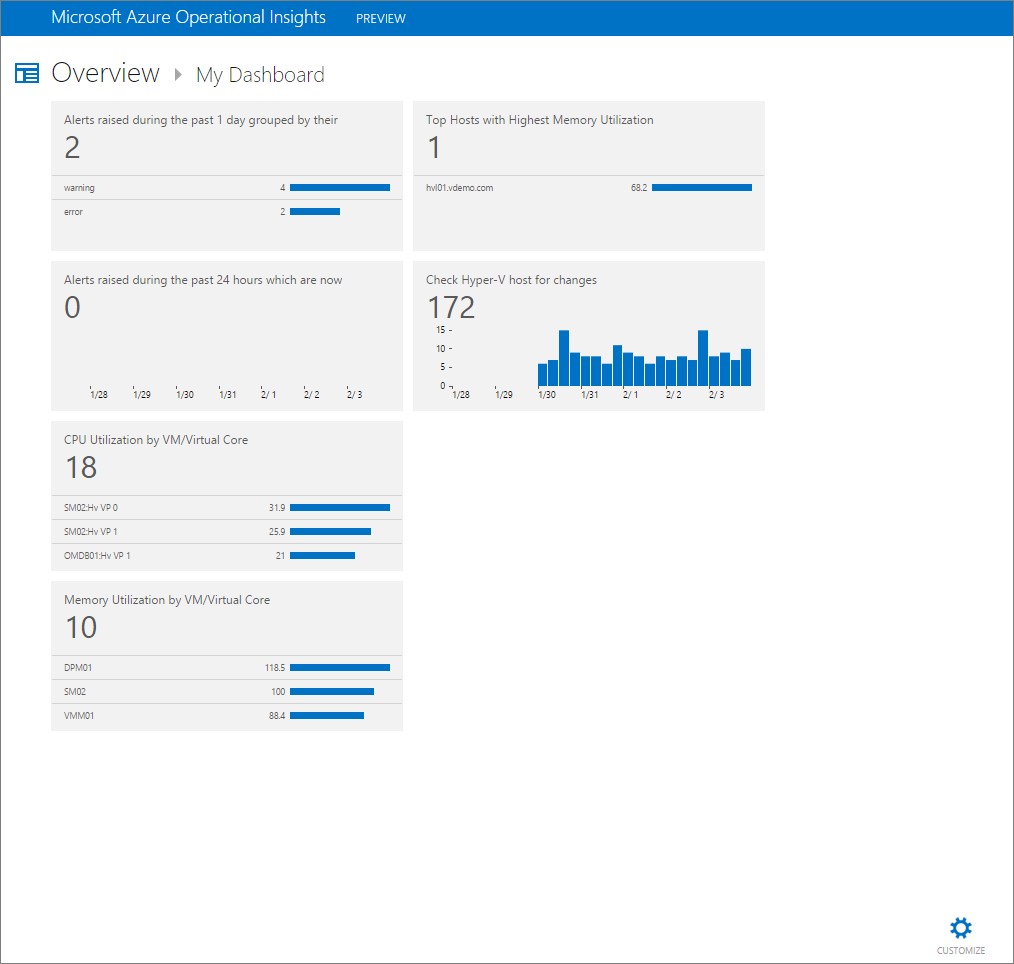 Microsoft Azure Operational Insights PREVIEW
Overview My Dashboard
Alerts raised during the past 1 day grouped by their
2
warning 4
error 2
Top Hosts with Highest Memory Utilization
1
hvl01.vdemo.com 68.2
Alerts raised during the past 24 hours which are now
0
1/28 1/29 1/30 1/31 2/ 1 2/ 2 2/ 3
Check Hyper-V host for changes
172
15 -
10 -
5 -
0 -
1/28 1/29 1/30 1/31 2/ 1 2/ 2 2/ 3
CPU Utilization by VM/Virtual Core
18
SM02:Hv VP 0 31.9
SM02:Hv VP 1 25.9
OMDB01:Hv VP 1 21
Memory Utilization by VM/Virtual Core
10
DPM01 118.5
SM02 100
VMM01 88.4
CUSTOMIZE